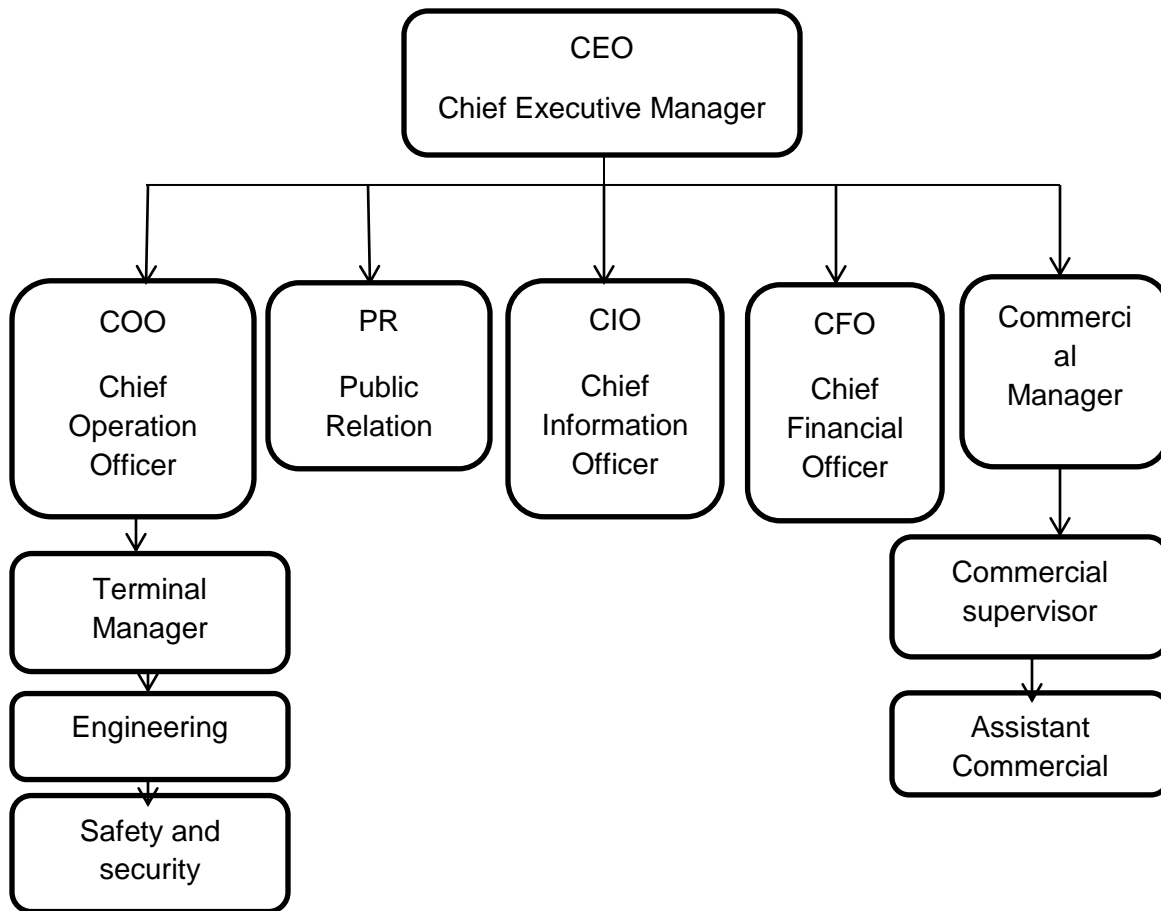 CEO
Chief Executive Manager
COO
Chief
Operation
Officer
PR
Public
Relation
CIO
Chief
Information
Officer
CFO
Chief
Financial
Officer
Commerci
al
Manager
Terminal
Manager
Commercial
supervisor
Engineering
Assistant
Commercial
Safety and
security